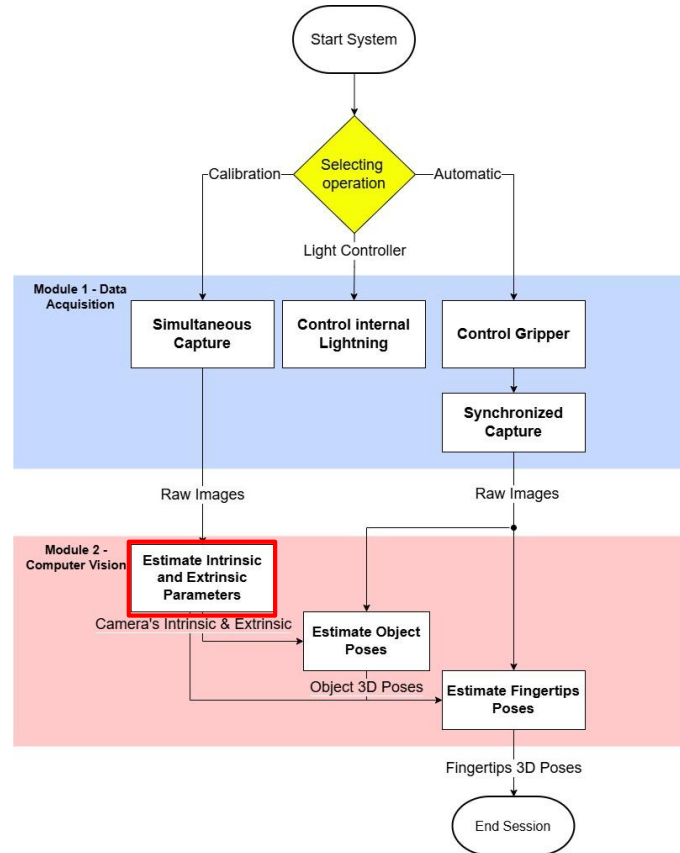 Start System
Selecting
operation
Calibration
Automatic
Light Controller
Module 1 - Data
Acquisition
Simultaneous
Capture
Control internal
Lightning
Control Gripper
Synchronized
Capture
Raw Images
Raw Images
Module 2 -
Computer Vision
Estimate Intrinsic
and Extrinsic
Parameters
Camera's Intrinsic & Extrinsic
Estimate Object
Poses
Object 3D Poses
Estimate Fingertips
Poses
Fingertips 3D Poses
End Session